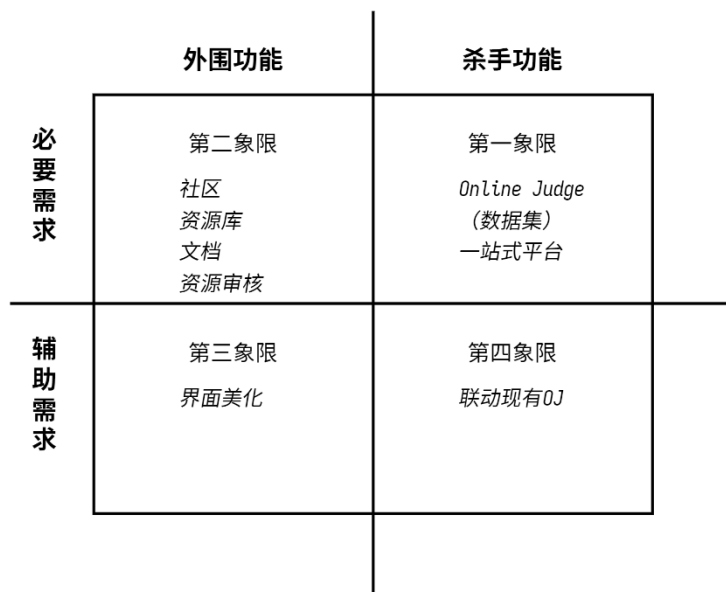 外围功能
杀手功能
必要需求
第二象限
社区
资源库
文档
资源审核
第一象限
Online Judge
（数据集）
一站式平台
辅助需求
第三象限
界面美化
第四象限
联动现有OJ